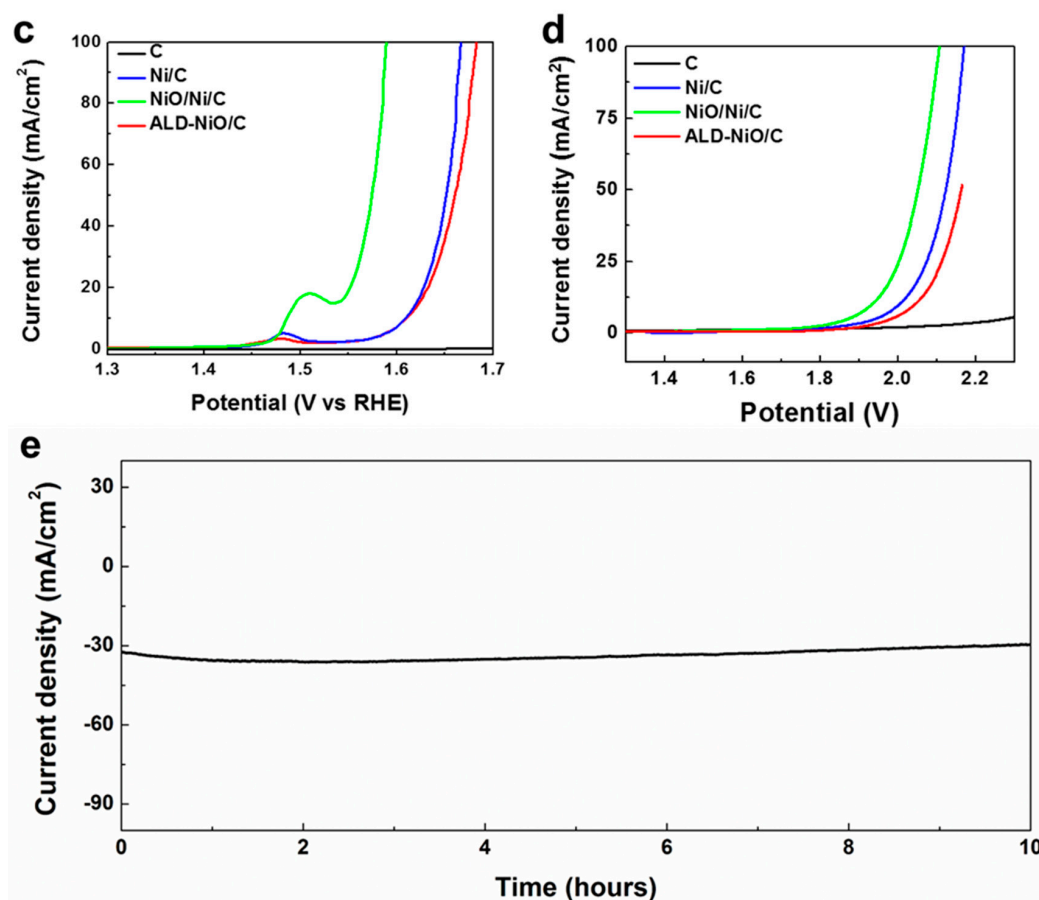 c
Current density (mA/cm²)
100
80
60
40
20
0
C
Ni/C
NiO/Ni/C
ALD-NiO/C
1.3 1.4 1.5 1.6 1.7
Potential (V vs RHE)
d
Current density (mA/cm²)
100
75
50
25
0
C
Ni/C
NiO/Ni/C
ALD-NiO/C
1.4 1.6 1.8 2.0 2.2
Potential (V)
e
Current density (mA/cm²)
30
0
-30
-60
-90
0 2 4 6 8 10
Time (hours)